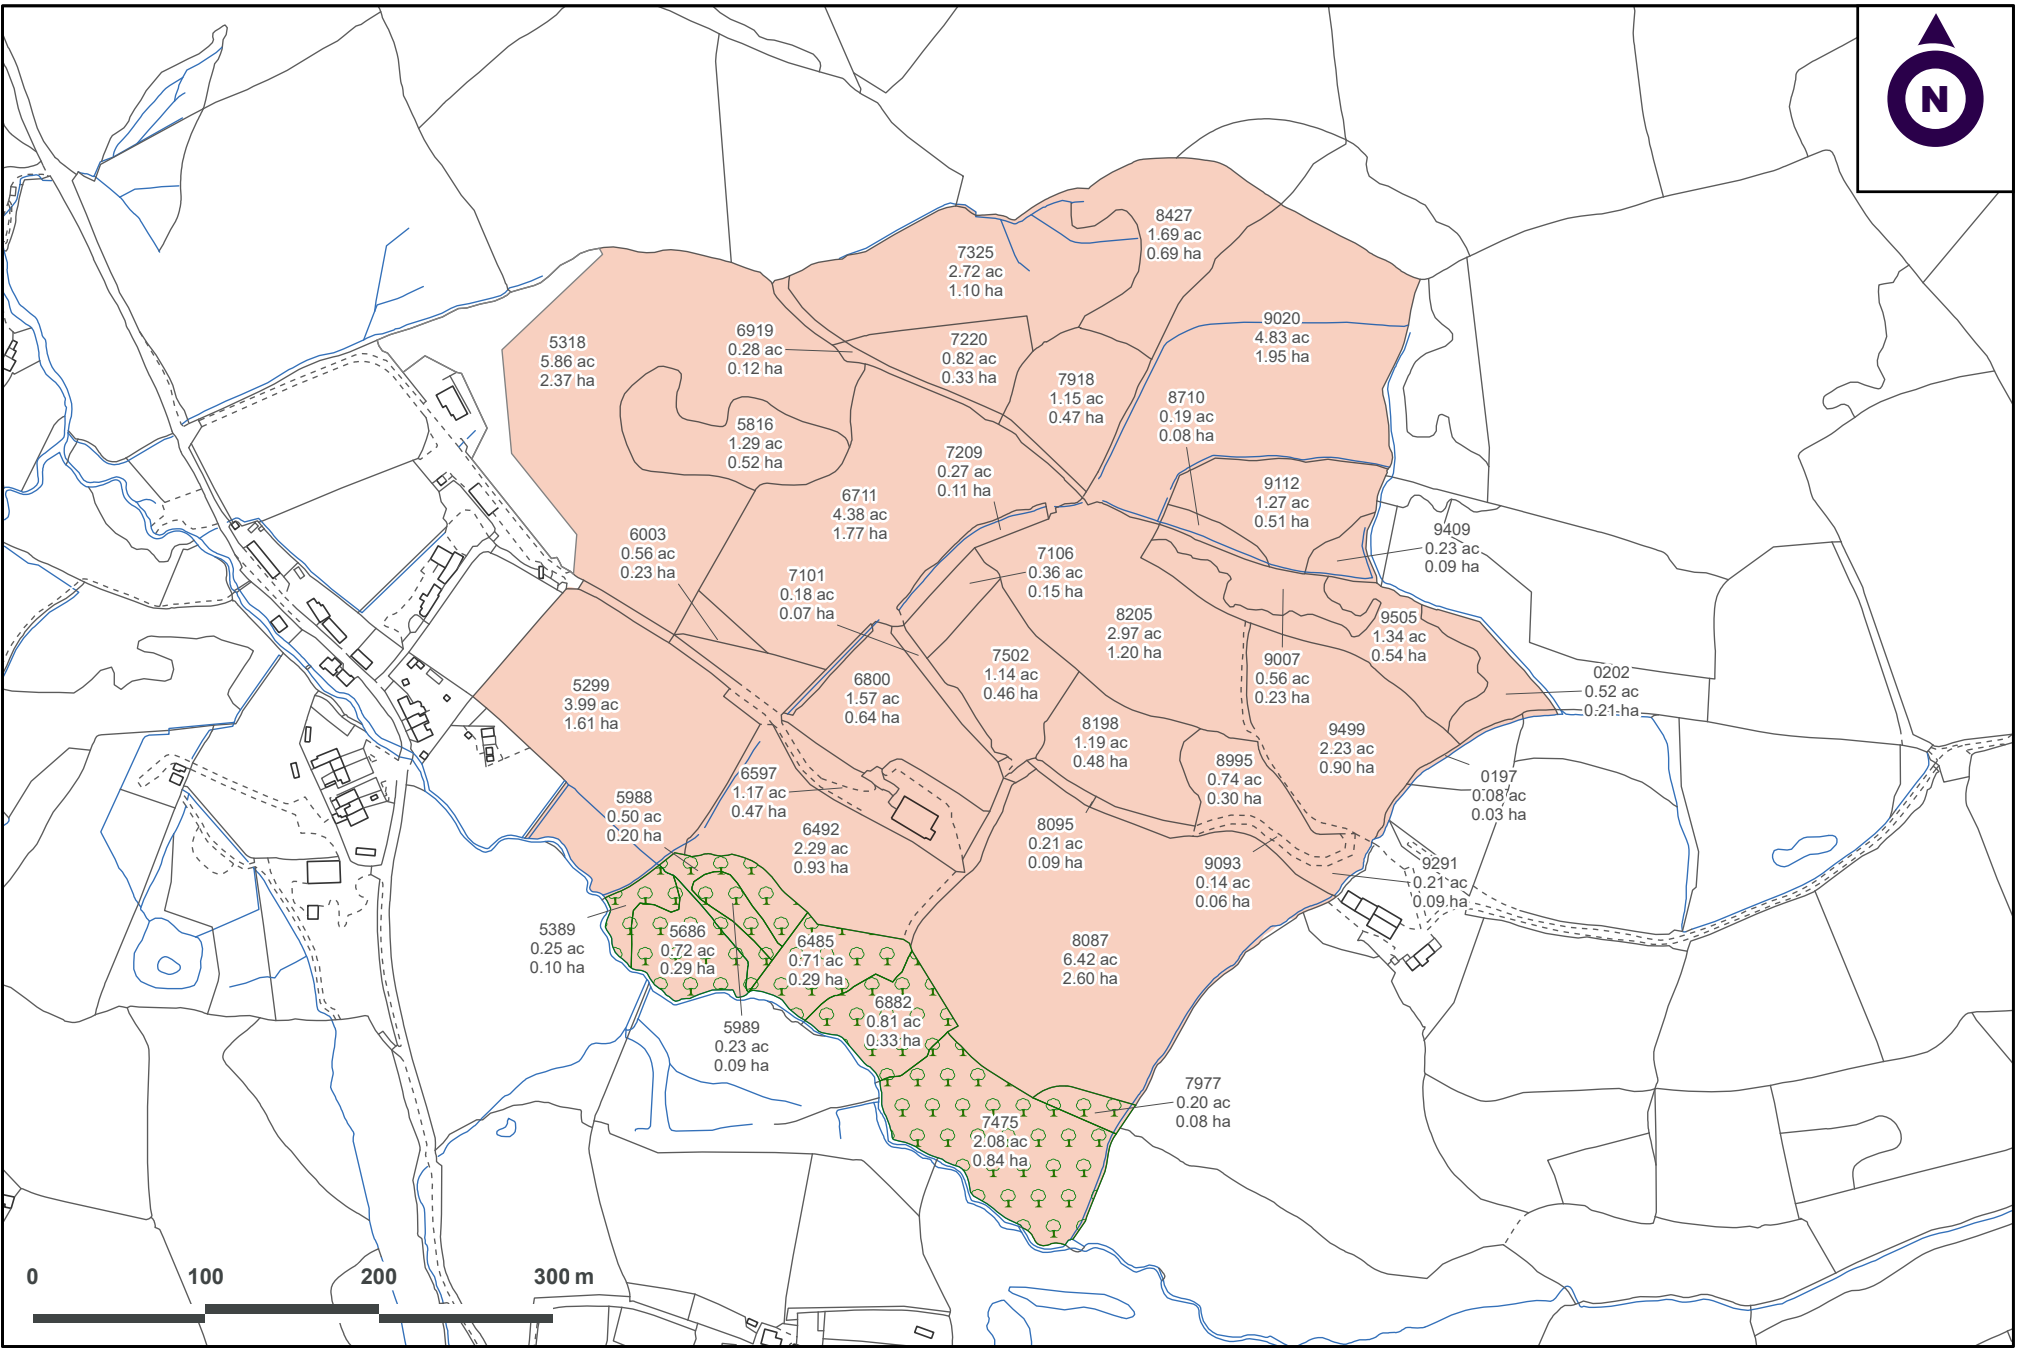 N
8427
1.69 ac
0.69 ha
7325
2.72 ac
1.10 ha
9020
4.83 ac
1.95 ha
6919
0.28 ac
0.12 ha
5318
5.86 ac
2.37 ha
7220
0.82 ac
0.33 ha
7918
1.15 ac
0.47 ha
8710
0.19 ac
0.08 ha
5816
1.29 ac
0.52 ha
7209
0.27 ac
0.11 ha
9112
1.27 ac
0.51 ha
6711
4.38 ac
1.77 ha
6003
0.56 ac
0.23 ha
9409
0.23 ac
0.09 ha
7106
0.36 ac
0.15 ha
7101
0.18 ac
0.07 ha
8205
2.97 ac
1.20 ha
9505
1.34 ac
0.54 ha
7502
1.14 ac
0.46 ha
9007
0.56 ac
0.23 ha
0202
0.52 ac
0.21 ha
5299
3.99 ac
1.61 ha
6800
1.57 ac
0.64 ha
8198
1.19 ac
0.48 ha
9499
2.23 ac
0.90 ha
8995
0.74 ac
0.30 ha
6597
1.17 ac
0.47 ha
0197
0.08 ac
0.03 ha
5988
0.50 ac
0.20 ha
6492
2.29 ac
0.93 ha
8095
0.21 ac
0.09 ha
9093
0.14 ac
0.06 ha
9291
0.21 ac
0.09 ha
5389
0.25 ac
0.10 ha
5686
0.72 ac
0.29 ha
6485
0.71 ac
0.29 ha
8087
6.42 ac
2.60 ha
6882
0.81 ac
0.33 ha
5989
0.23 ac
0.09 ha
7977
0.20 ac
0.08 ha
7475
2.08 ac
0.84 ha
0 100 200 300 m